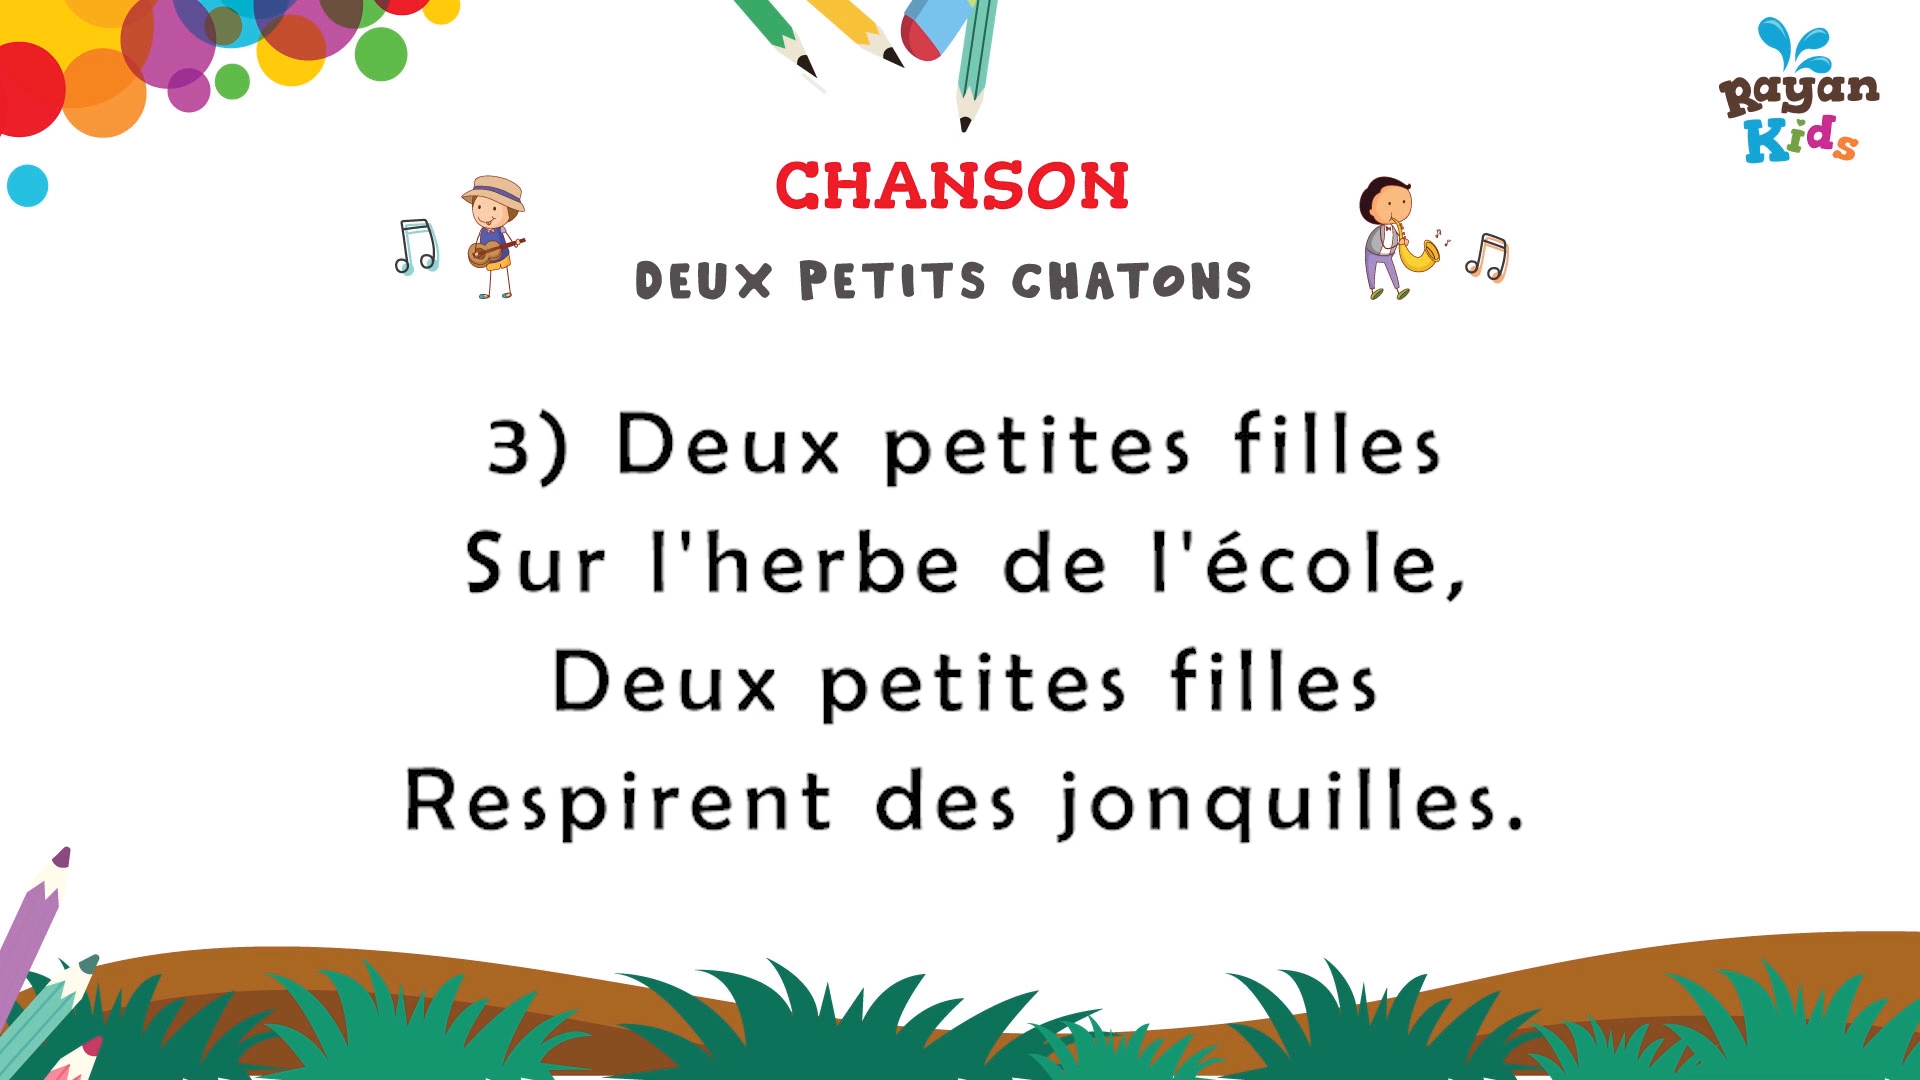 Rayan
Kids
CHANSON
DEUX PETITS CHATONS
3) Deux petites filles
Sur l'herbe de l'école,
Deux petites filles
Respirent des jonquilles.